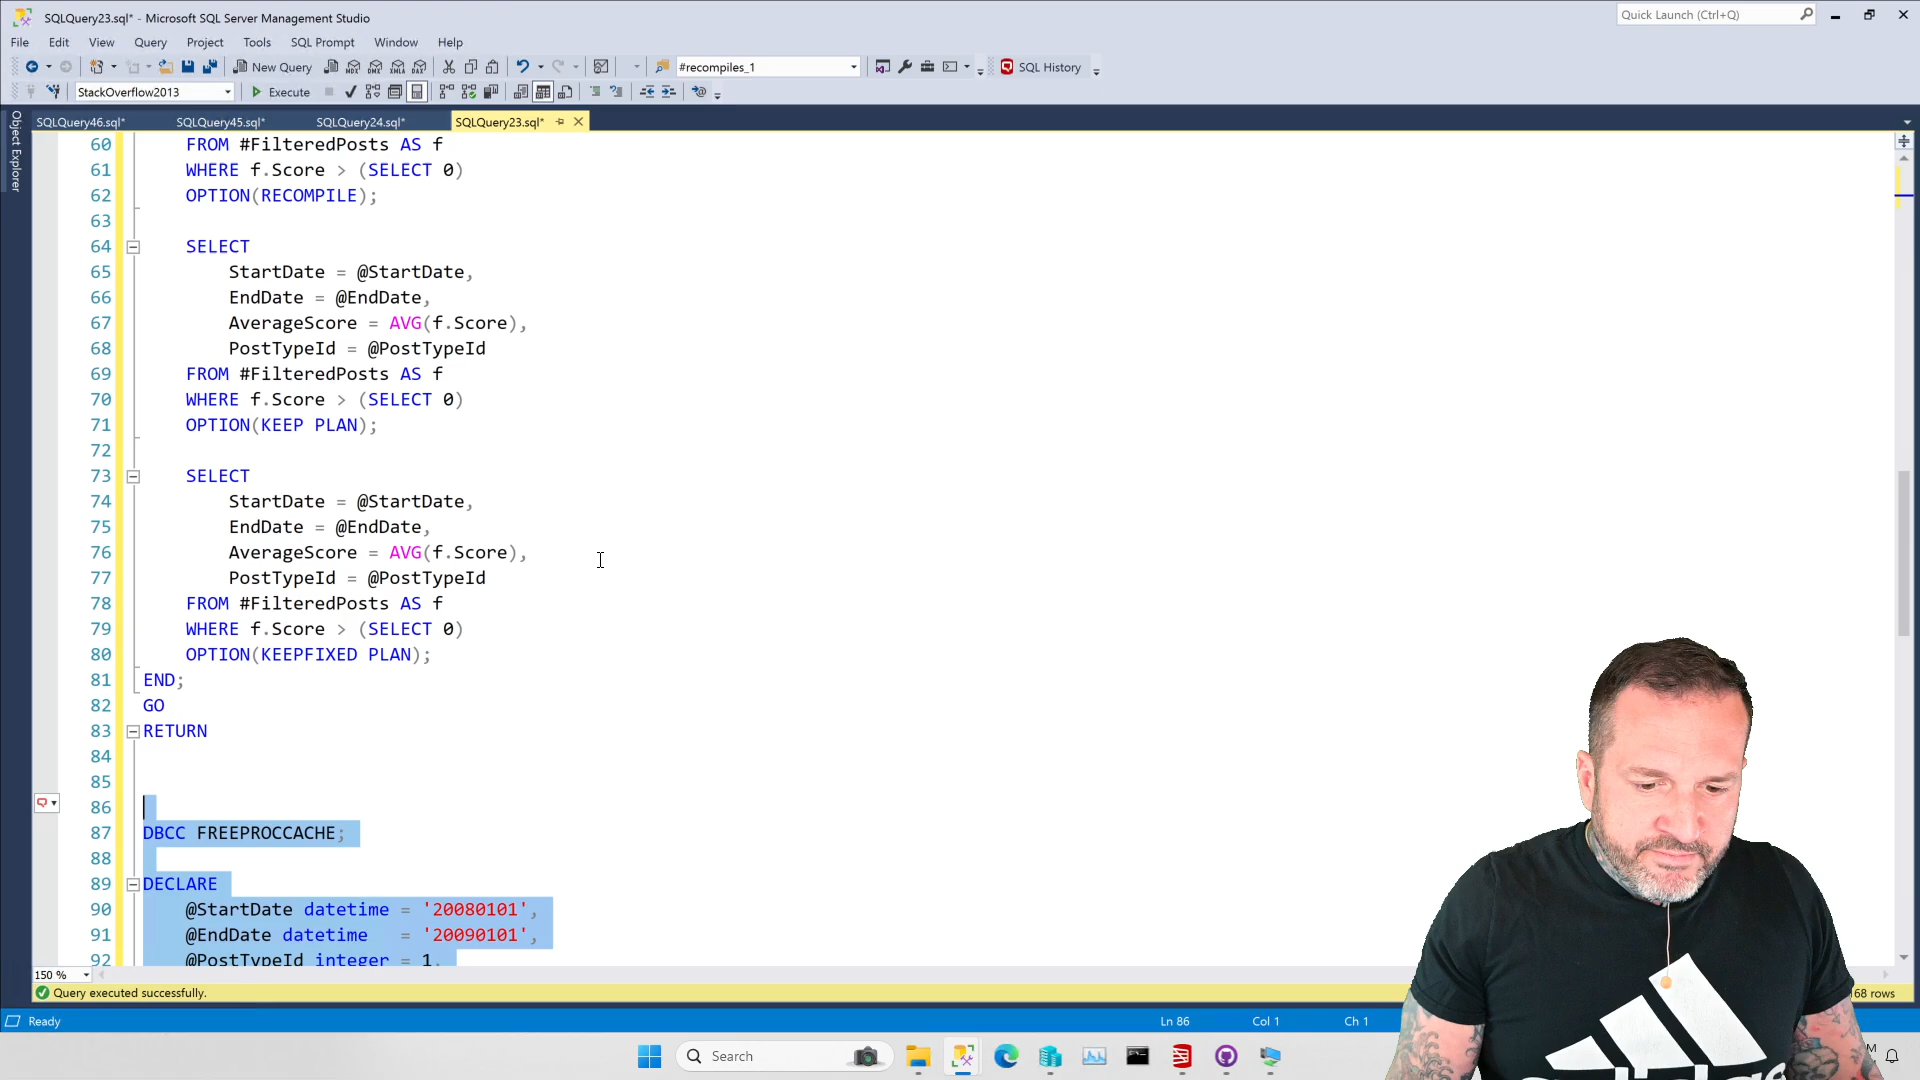 SQLQuery23.sql* - Microsoft SQL Server Management Studio
Quick Launch (Ctrl+Q)
File Edit View Query Project Tools SQL Prompt Window Help
New Query
#recompiles_1
SQL History
StackOverflow2013
Execute
Object Explorer
SQLQuery46.sql* SQLQuery45.sql* SQLQuery24.sql* SQLQuery23.sql*
60 FROM #FilteredPosts AS f
61 WHERE f.Score > (SELECT 0)
62 OPTION(RECOMPILE);
63
64 SELECT
65 StartDate = @StartDate,
66 EndDate = @EndDate,
67 AverageScore = AVG(f.Score),
68 PostTypeId = @PostTypeId
69 FROM #FilteredPosts AS f
70 WHERE f.Score > (SELECT 0)
71 OPTION(KEEP PLAN);
72
73 SELECT
74 StartDate = @StartDate,
75 EndDate = @EndDate,
76 AverageScore = AVG(f.Score),
77 PostTypeId = @PostTypeId
78 FROM #FilteredPosts AS f
79 WHERE f.Score > (SELECT 0)
80 OPTION(KEEPFIXED PLAN);
81 END;
82 GO
83 RETURN
84
85
86
87 DBCC FREEPROCCACHE;
88
89 DECLARE
90 @StartDate datetime = '20080101',
91 @EndDate datetime = '20090101',
92 @PostTypeId integer = 1,
150 %
Query executed successfully.
68 rows
Ready
Ln 86 Col 1 Ch 1
Search